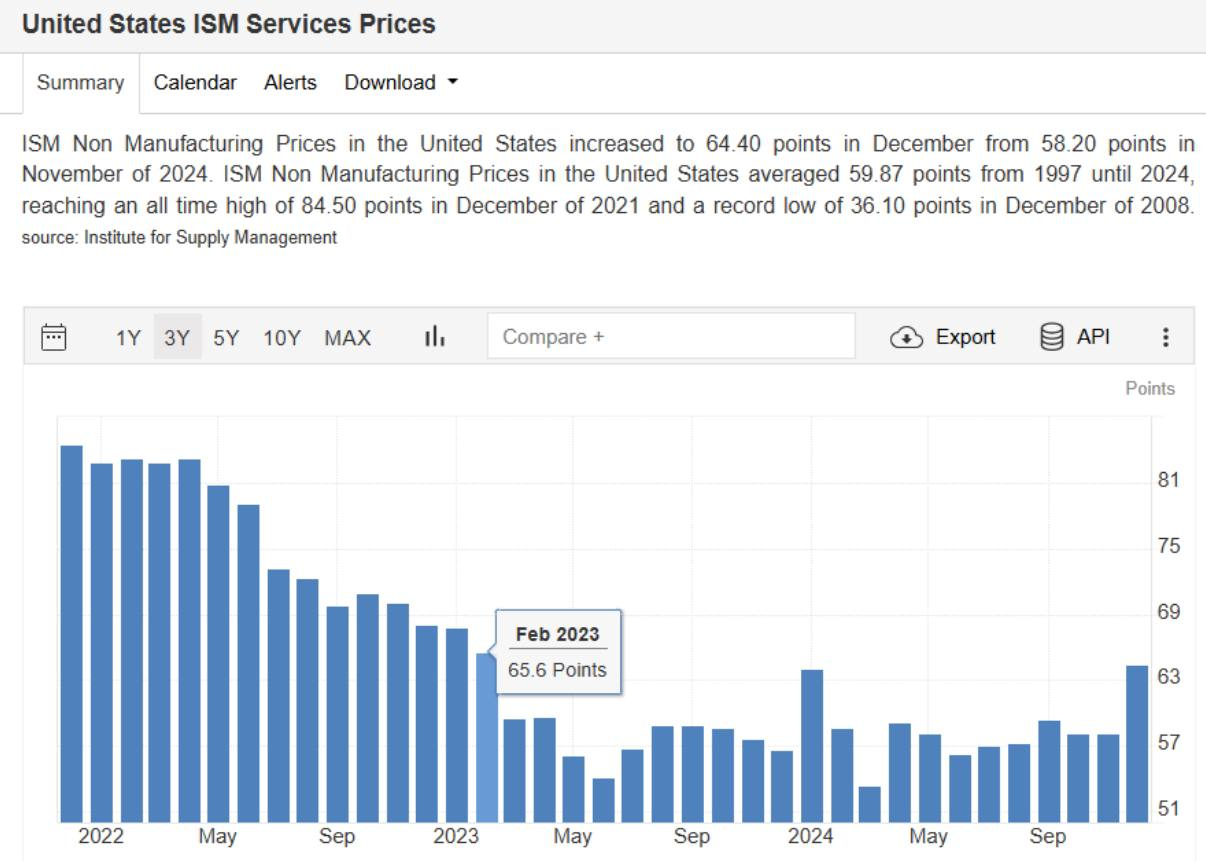 United States ISM Services Prices
Summary Calendar Alerts Download
ISM Non Manufacturing Prices in the United States increased to 64.40 points in December from 58.20 points in
November of 2024. ISM Non Manufacturing Prices in the United States averaged 59.87 points from 1997 until 2024,
reaching an all time high of 84.50 points in December of 2021 and a record low of 36.10 points in December of 2008.
source: Institute for Supply Management
1Y 3Y 5Y 10Y MAX Compare + Export API
Points
81
75
69
Feb 2023
65.6 Points
63
57
51
2022 May Sep 2023 May Sep 2024 May Sep